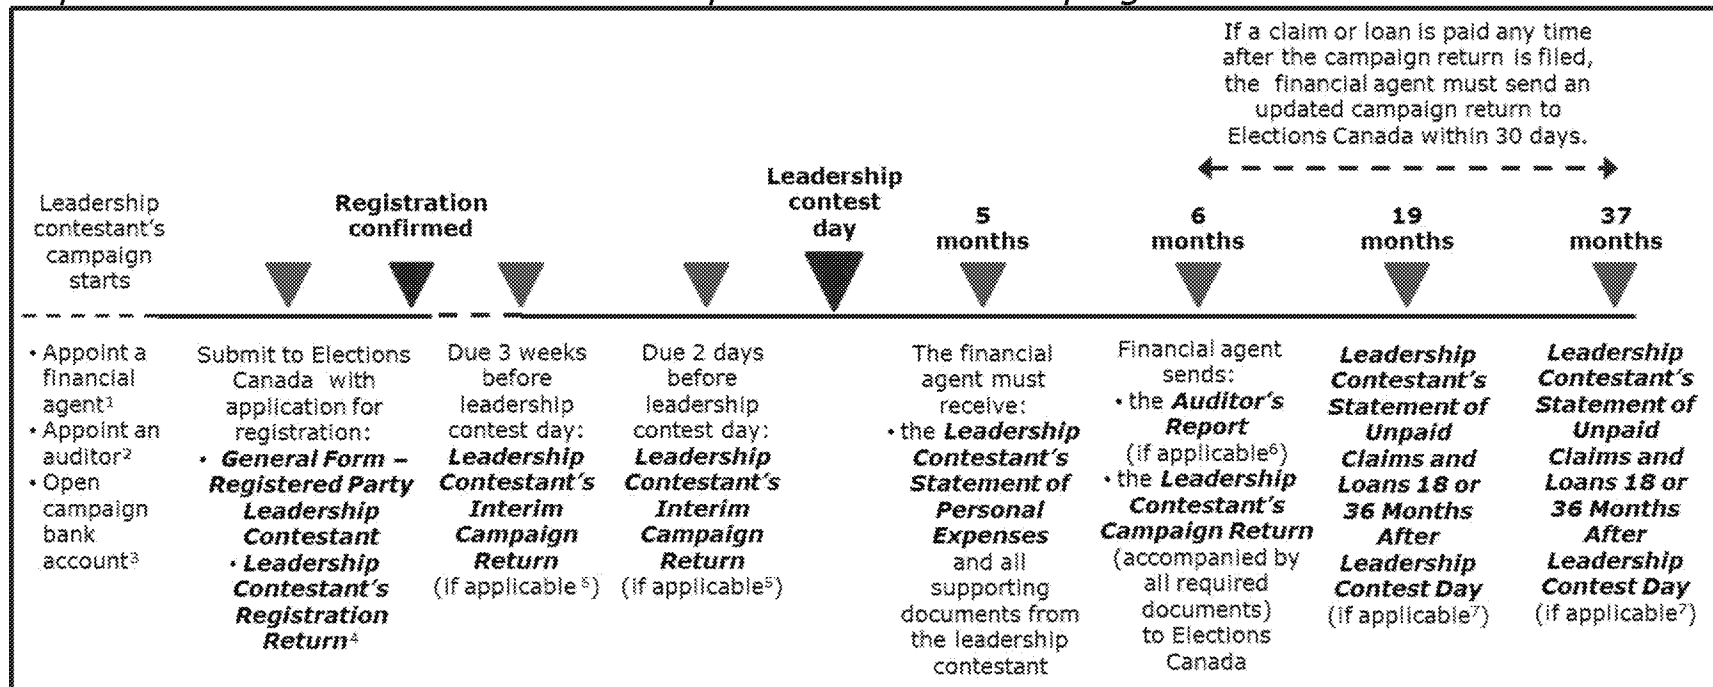 If a claim or loan is paid any time
after the campaign return is filed,
the financial agent must send an
updated campaign return to
Elections Canada within 30 days.
Leadership
contestant's
campaign
starts
Registration
confirmed
Leadership
contest
day
5
months
6
months
19
months
37
months
• Appoint a
financial
agent¹
• Appoint an
auditor²
• Open
campaign
bank
account³
Submit to Elections
Canada with
application for
registration:
• General Form –
Registered Party
Leadership
Contestant
• Leadership
Contestant's
Registration
Return⁴
Due 3 weeks
before
leadership
contest day:
Leadership
Contestant's
Interim
Campaign
Return
(if applicable ⁵)
Due 2 days
before
leadership
contest day:
Leadership
Contestant's
Interim
Campaign
Return
(if applicable⁵)
The financial
agent must
receive:
• the Leadership
Contestant's
Statement of
Personal
Expenses
and all
supporting
documents from
the leadership
contestant
Financial agent
sends:
• the Auditor's
Report
(if applicable⁶)
• the Leadership
Contestant's
Campaign Return
(accompanied by
all required
documents)
to Elections
Canada
Leadership
Contestant's
Statement of
Unpaid
Claims and
Loans 18 or
36 Months
After
Leadership
Contest Day
(if applicable⁷)
Leadership
Contestant's
Statement of
Unpaid
Claims and
Loans 18 or
36 Months
After
Leadership
Contest Day
(if applicable⁷)